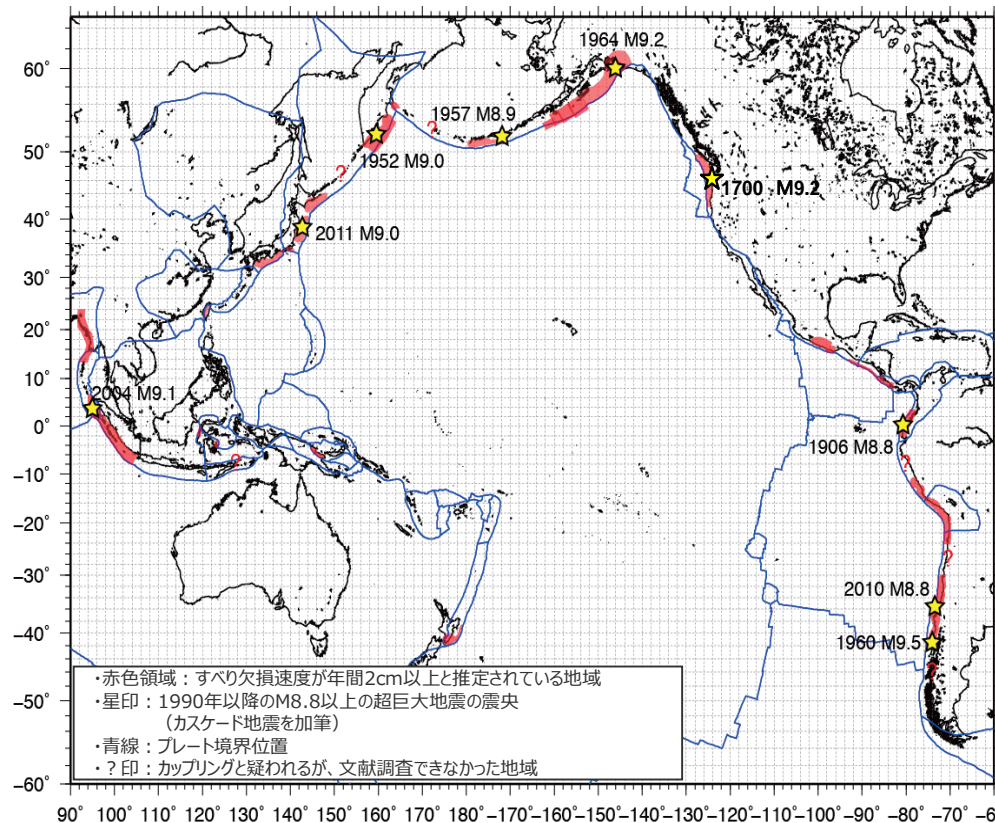 1964 M9.2
60°
1957 M8.9
?
50°
1952 M9.0
?
1700 M9.2
40°
2011 M9.0
30°
20°
10°
2004 M9.1
0°
1906 M8.8
?
?
−10°
−20°
?
−30°
2010 M8.8
−40°
1960 M9.5
?
・赤色領域：すべり欠損速度が年間2cm以上と推定されている地域
・星印：1990年以降のM8.8以上の超巨大地震の震央
（カスケード地震を加筆）
・青線：プレート境界位置
・？印：カップリングと疑われるが、文献調査できなかった地域
−50°
−60°
90 100 110 120 130 140 150 160 170 180 −170 −160 −150 −140 −130 −120 −110 −100 −90 −80 −70 −6